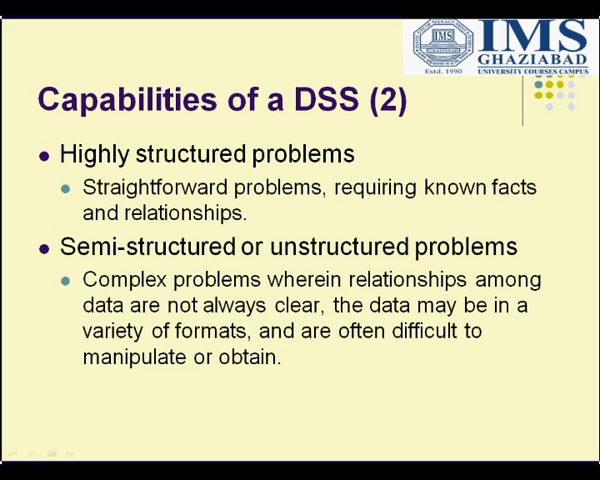 IMS
GHAZIABAD
Estd. 1990
UNIVERSITY COURSES CAMPUS
Capabilities of a DSS (2)
Highly structured problems
Straightforward problems, requiring known facts
and relationships.
Semi-structured or unstructured problems
Complex problems wherein relationships among
data are not always clear, the data may be in a
variety of formats, and are often difficult to
manipulate or obtain.